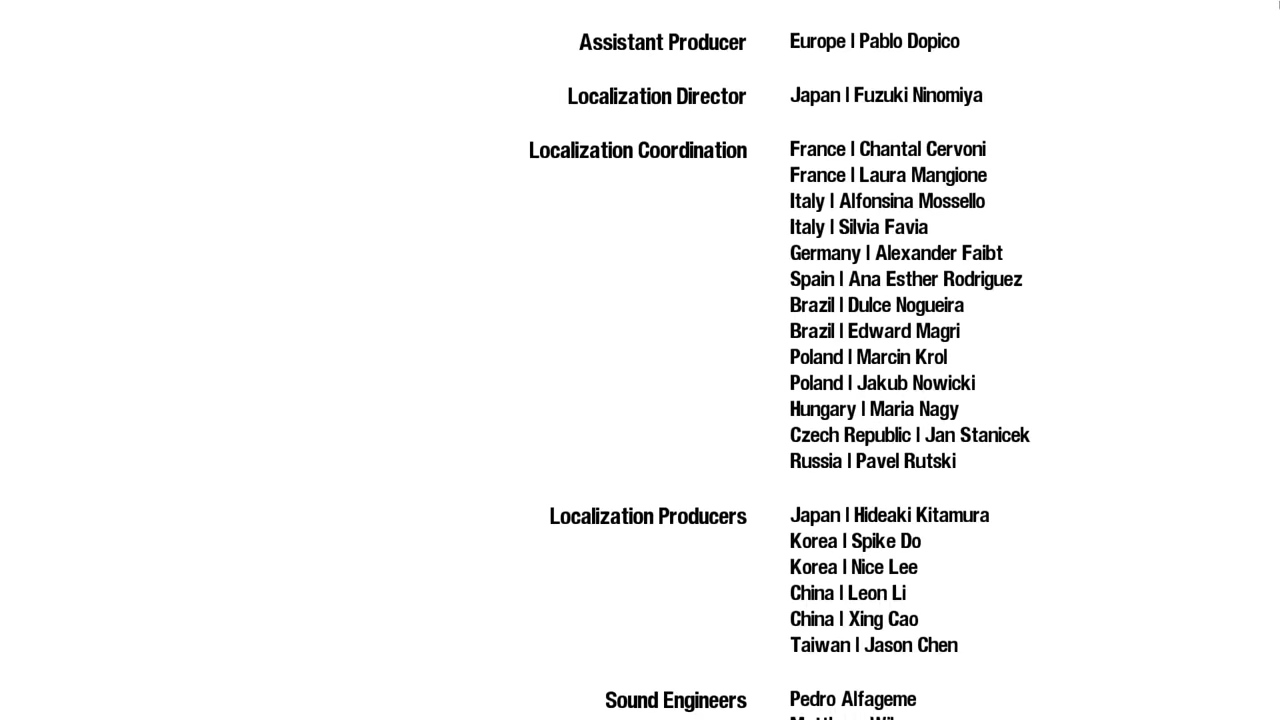 Assistant Producer Europe | Pablo Dopico
Localization Director Japan | Fuzuki Ninomiya
Localization Coordination France | Chantal Cervoni
France | Laura Mangione
Italy | Alfonsina Mossello
Italy | Silvia Favia
Germany | Alexander Faibt
Spain | Ana Esther Rodriguez
Brazil | Dulce Nogueira
Brazil | Edward Magri
Poland | Marcin Krol
Poland | Jakub Nowicki
Hungary | Maria Nagy
Czech Republic | Jan Stanicek
Russia | Pavel Rutski
Localization Producers Japan | Hideaki Kitamura
Korea | Spike Do
Korea | Nice Lee
China | Leon Li
China | Xing Cao
Taiwan | Jason Chen
Sound Engineers Pedro Alfageme